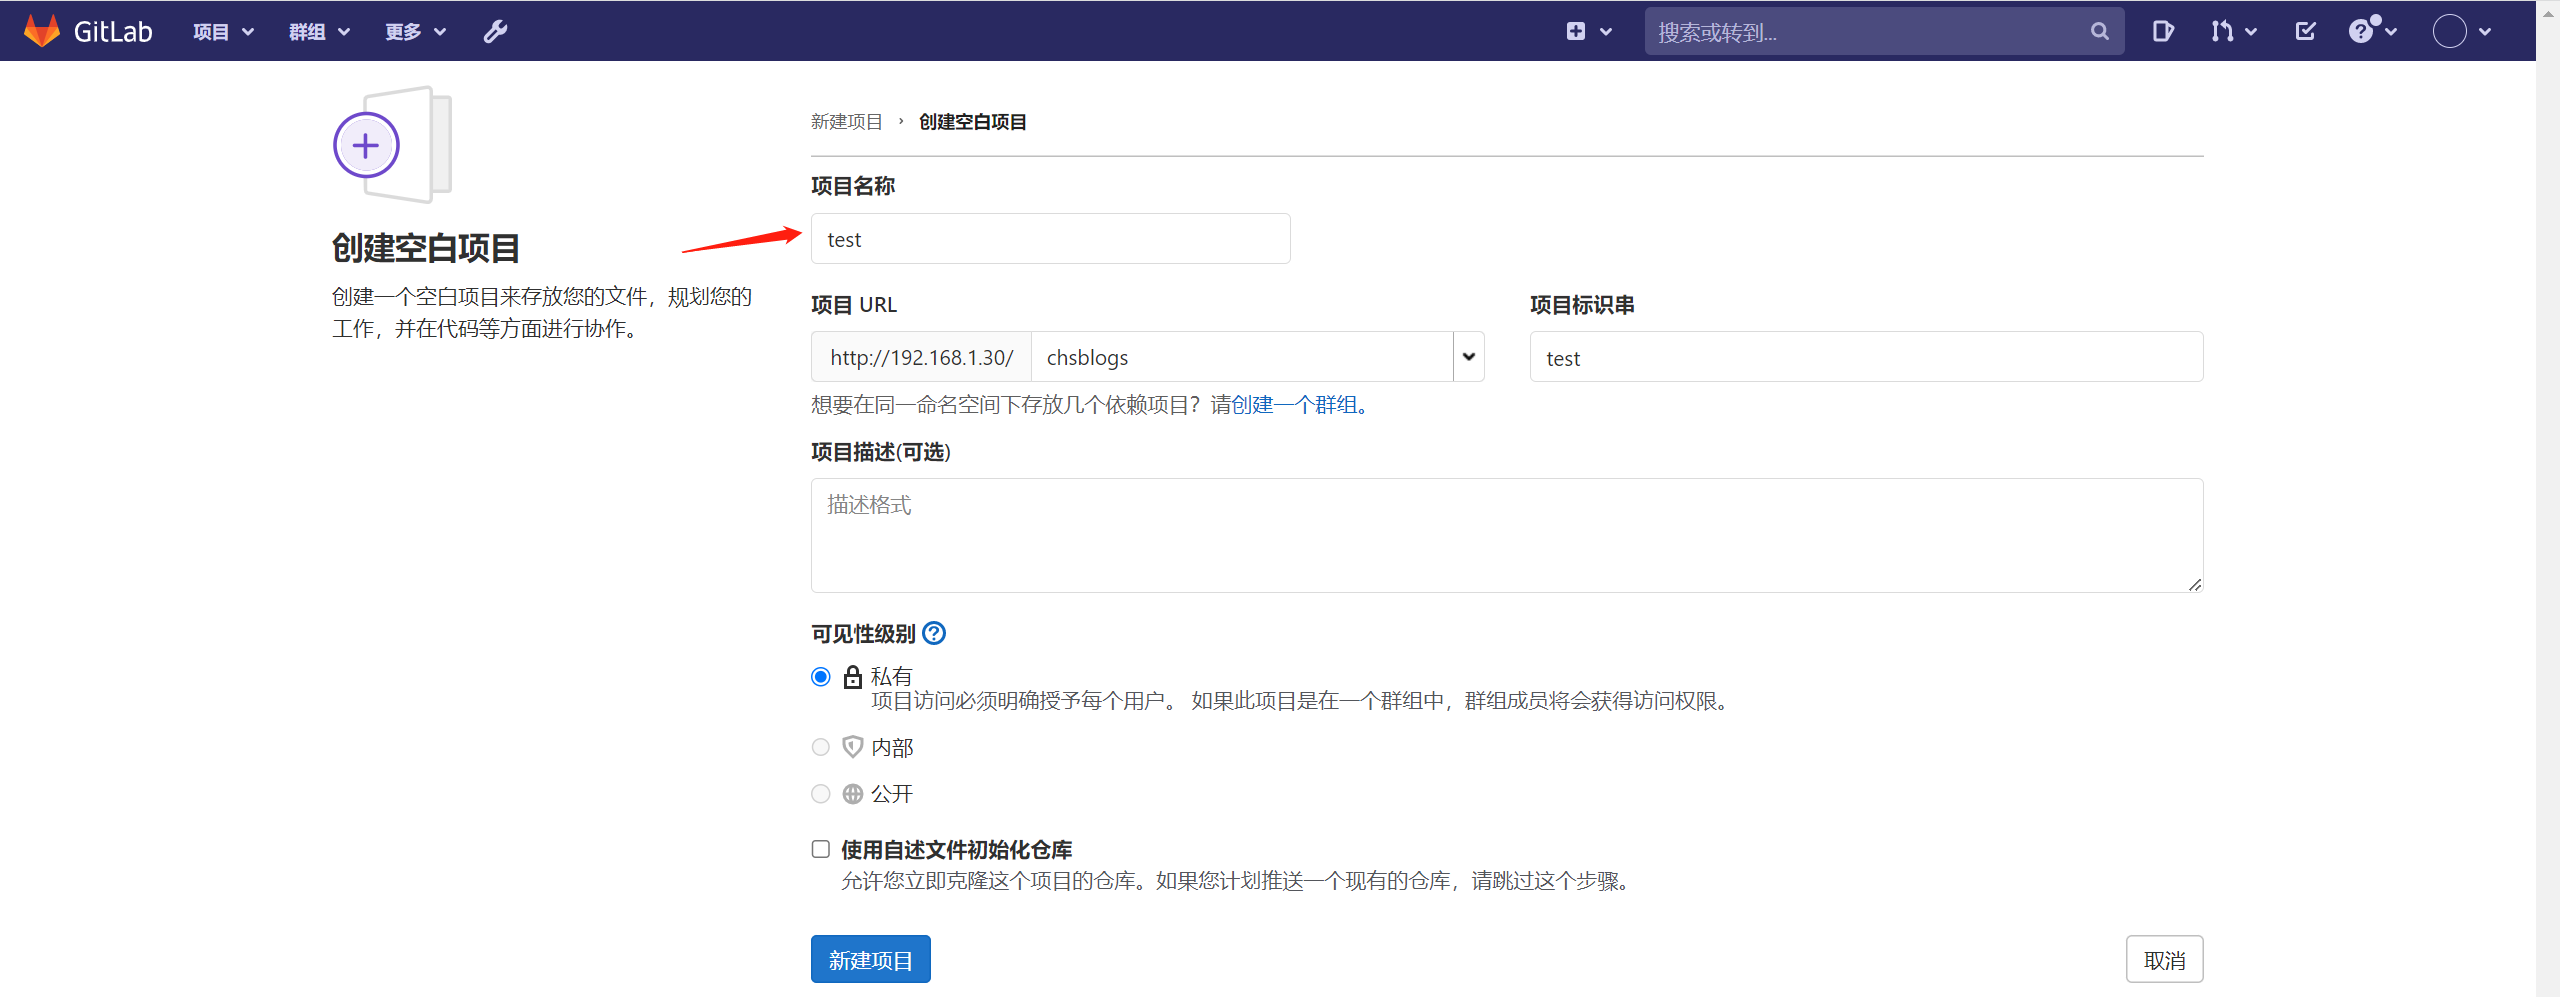 GitLab 项目 群组 更多 搜索或转到...
新建项目 › 创建空白项目
创建空白项目
创建一个空白项目来存放您的文件，规划您的
工作，并在代码等方面进行协作。
项目名称
test
项目 URL
http://192.168.1.30/ chsblogs
项目标识串
test
想要在同一命名空间下存放几个依赖项目？请创建一个群组。
项目描述(可选)
描述格式
可见性级别
私有
项目访问必须明确授予每个用户。 如果此项目是在一个群组中，群组成员将会获得访问权限。
内部
公开
使用自述文件初始化仓库
允许您立即克隆这个项目的仓库。如果您计划推送一个现有的仓库，请跳过这个步骤。
新建项目 取消